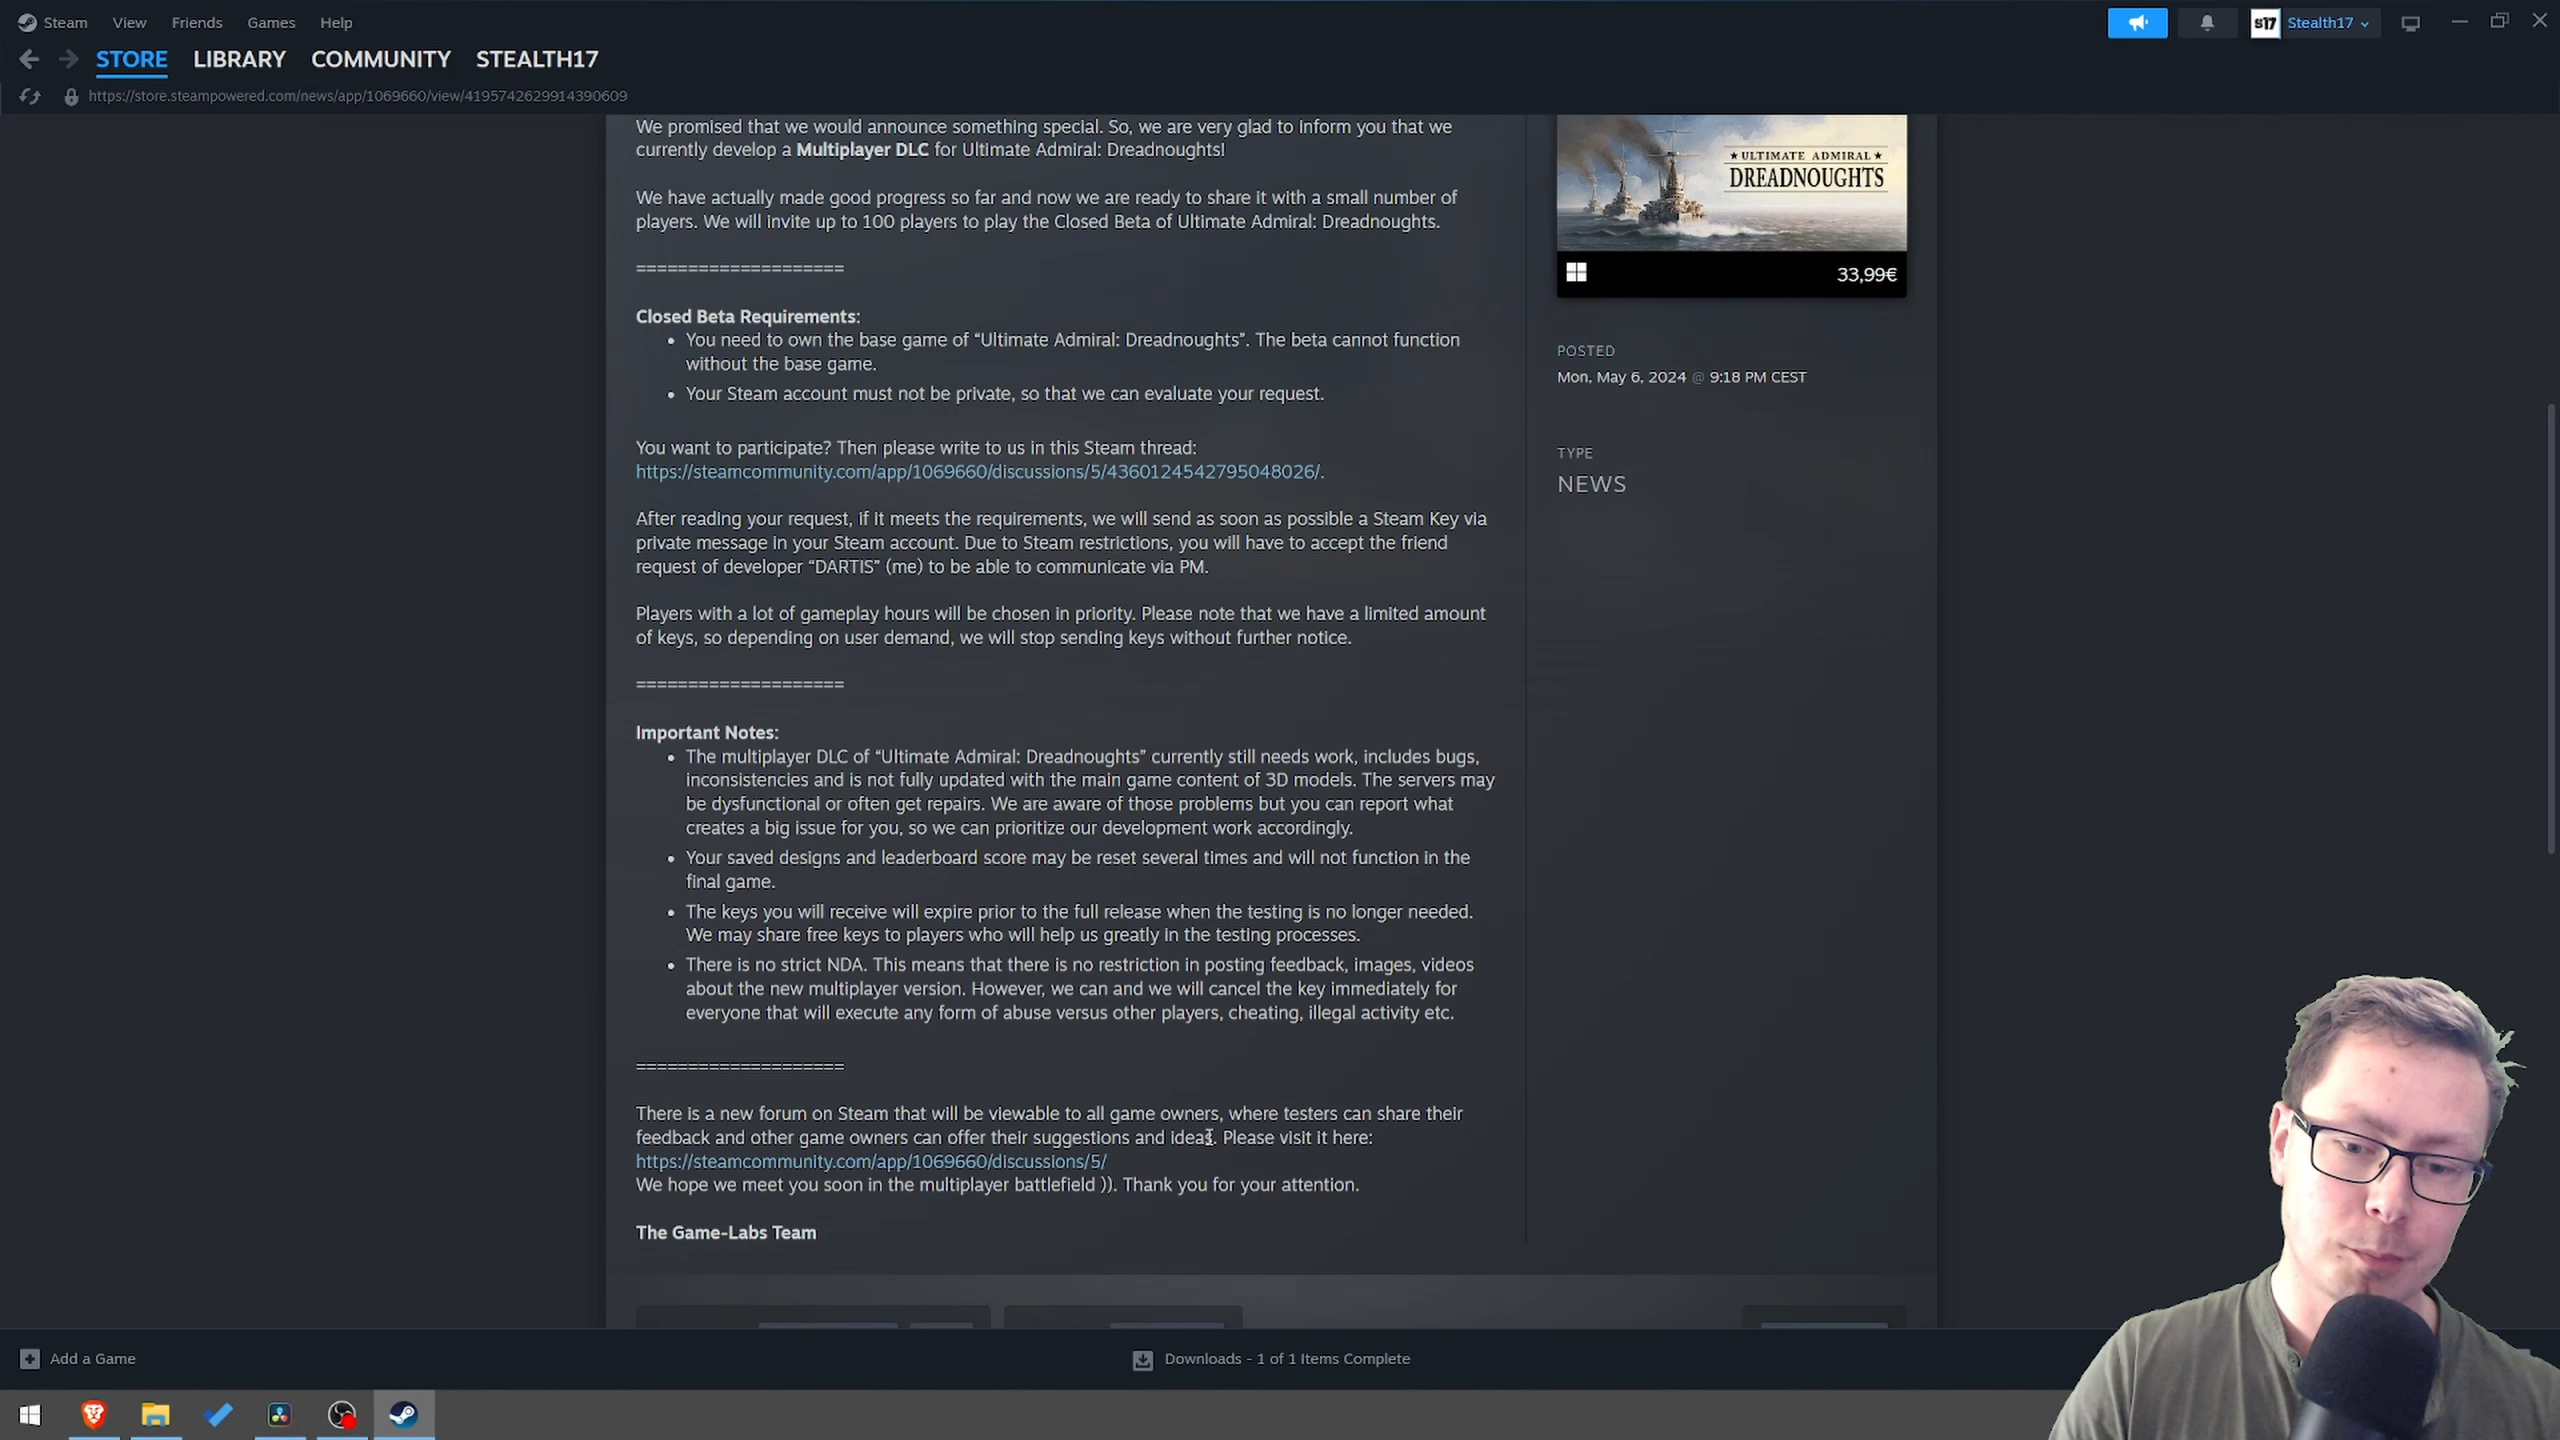 Steam View Friends Games Help
s17 Stealth17
STORE LIBRARY COMMUNITY STEALTH17
https://store.steampowered.com/news/app/1069660/view/4195742629914390609
We promised that we would announce something special. So, we are very glad to inform you that we
currently develop a Multiplayer DLC for Ultimate Admiral: Dreadnoughts!
We have actually made good progress so far and now we are ready to share it with a small number of
players. We will invite up to 100 players to play the Closed Beta of Ultimate Admiral: Dreadnoughts.
====================
Closed Beta Requirements:
• You need to own the base game of “Ultimate Admiral: Dreadnoughts”. The beta cannot function
without the base game.
• Your Steam account must not be private, so that we can evaluate your request.
You want to participate? Then please write to us in this Steam thread:
https://steamcommunity.com/app/1069660/discussions/5/4360124542795048026/.
After reading your request, if it meets the requirements, we will send as soon as possible a Steam Key via
private message in your Steam account. Due to Steam restrictions, you will have to accept the friend
request of developer “DARTIS” (me) to be able to communicate via PM.
Players with a lot of gameplay hours will be chosen in priority. Please note that we have a limited amount
of keys, so depending on user demand, we will stop sending keys without further notice.
====================
Important Notes:
• The multiplayer DLC of “Ultimate Admiral: Dreadnoughts” currently still needs work, includes bugs,
inconsistencies and is not fully updated with the main game content of 3D models. The servers may
be dysfunctional or often get repairs. We are aware of those problems but you can report what
creates a big issue for you, so we can prioritize our development work accordingly.
• Your saved designs and leaderboard score may be reset several times and will not function in the
final game.
• The keys you will receive will expire prior to the full release when the testing is no longer needed.
We may share free keys to players who will help us greatly in the testing processes.
• There is no strict NDA. This means that there is no restriction in posting feedback, images, videos
about the new multiplayer version. However, we can and we will cancel the key immediately for
everyone that will execute any form of abuse versus other players, cheating, illegal activity etc.
====================
There is a new forum on Steam that will be viewable to all game owners, where testers can share their
feedback and other game owners can offer their suggestions and ideas. Please visit it here:
https://steamcommunity.com/app/1069660/discussions/5/
We hope we meet you soon in the multiplayer battlefield )). Thank you for your attention.
The Game-Labs Team
★ULTIMATE ADMIRAL★
DREADNOUGHTS
33,99€
POSTED
Mon, May 6, 2024 @ 9:18 PM CEST
TYPE
NEWS
Add a Game
Downloads - 1 of 1 Items Complete